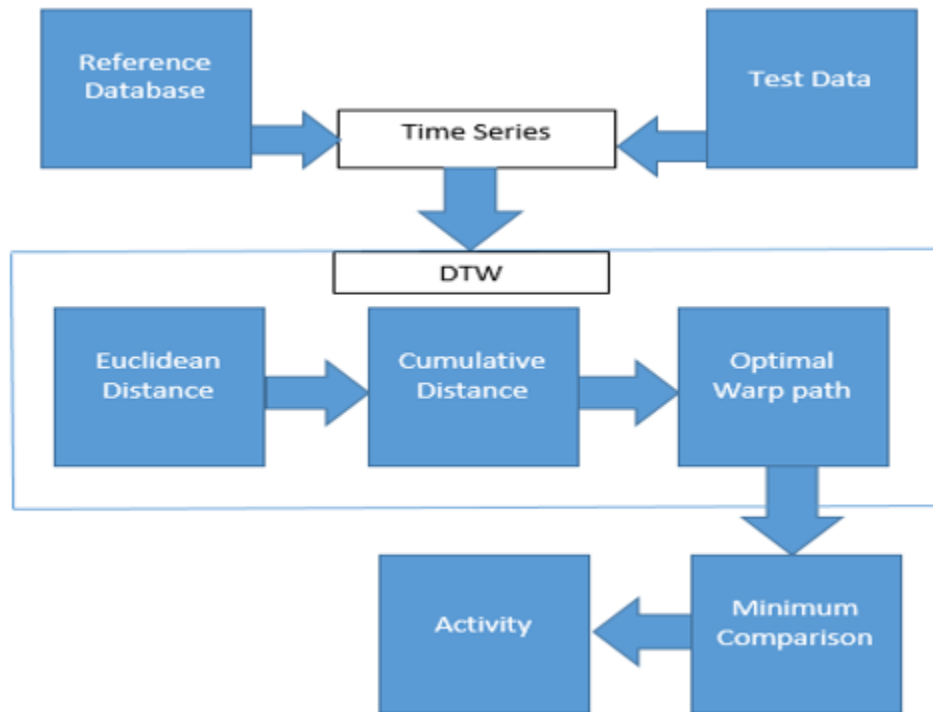 Reference
Database
Test Data
Time Series
DTW
Euclidean
Distance
Cumulative
Distance
Optimal
Warp path
Activity
Minimum
Comparison